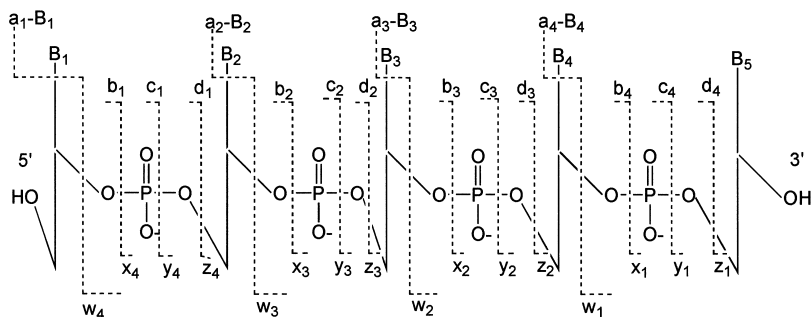 a₁-B₁ a₂-B₂ a₃-B₃ a₄-B₄
B₁ B₂ B₃ B₄ B₅
b₁ c₁ d₁ b₂ c₂ d₂ b₃ c₃ d₃ b₄ c₄ d₄
5' O O O O 3'
HO O-P-O O-P-O O-P-O O-P-O OH
O- O- O- O-
x₄ y₄ z₄ x₃ y₃ z₃ x₂ y₂ z₂ x₁ y₁ z₁
w₄ w₃ w₂ w₁